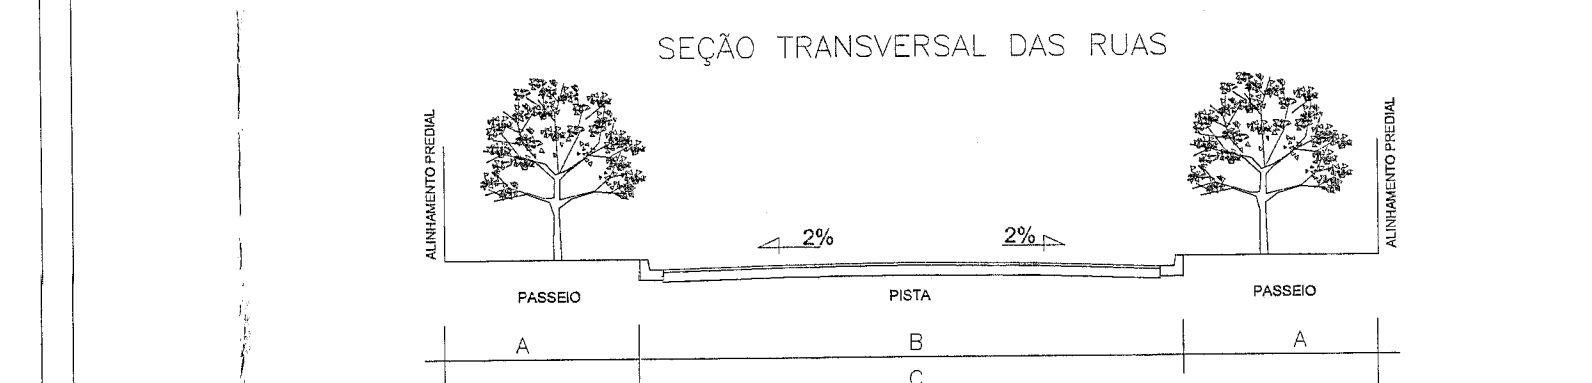 SEÇÃO TRANSVERSAL DAS RUAS
ALINHAMENTO PREDIAL
ALINHAMENTO PREDIAL
2% 2%
PASSEIO PISTA PASSEIO
A B A
C